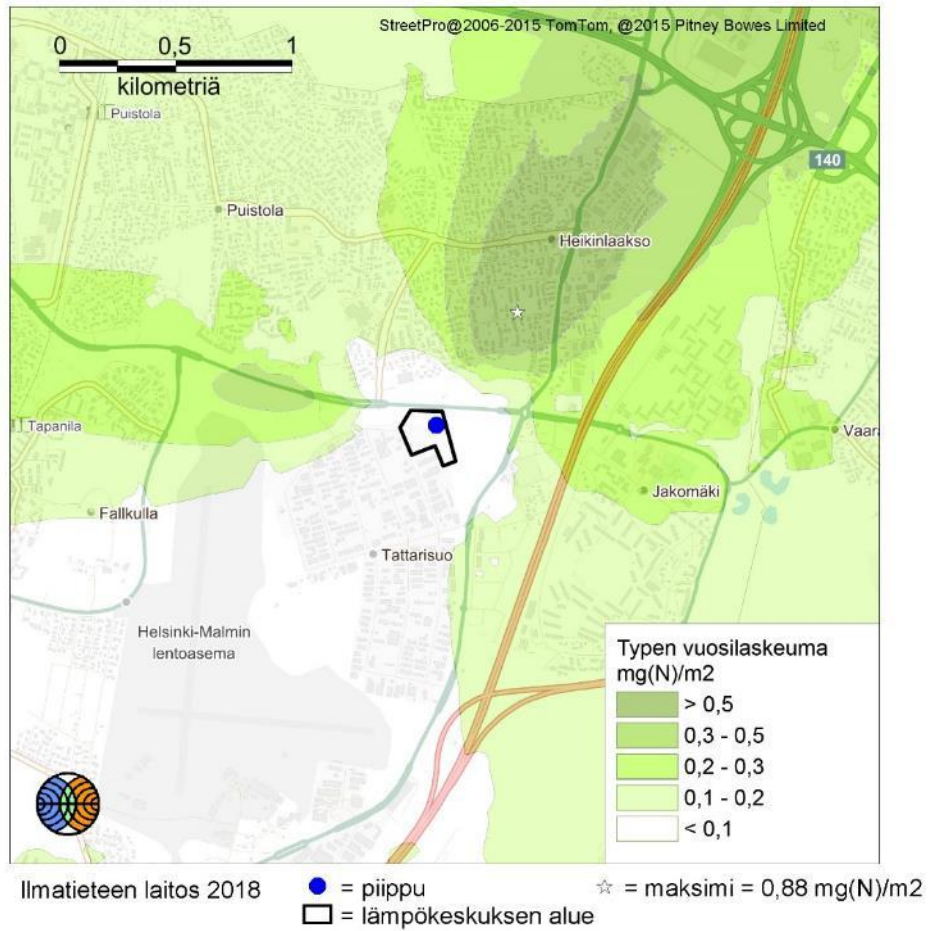 StreetPro@2006-2015 TomTom, @2015 Pitney Bowes Limited
0 0,5 1
kilometriä
Puistola
140
Puistola
Heikinlaakso
Tapanila
Vaara
Jakomäki
Fallkulla
Tattarisuo
Helsinki-Malmin
lentoasema
Typen vuosilaskeuma
mg(N)/m2
> 0,5
0,3 - 0,5
0,2 - 0,3
0,1 - 0,2
< 0,1
Ilmatieteen laitos 2018
= piippu
= maksimi = 0,88 mg(N)/m2
= lämpökeskuksen alue